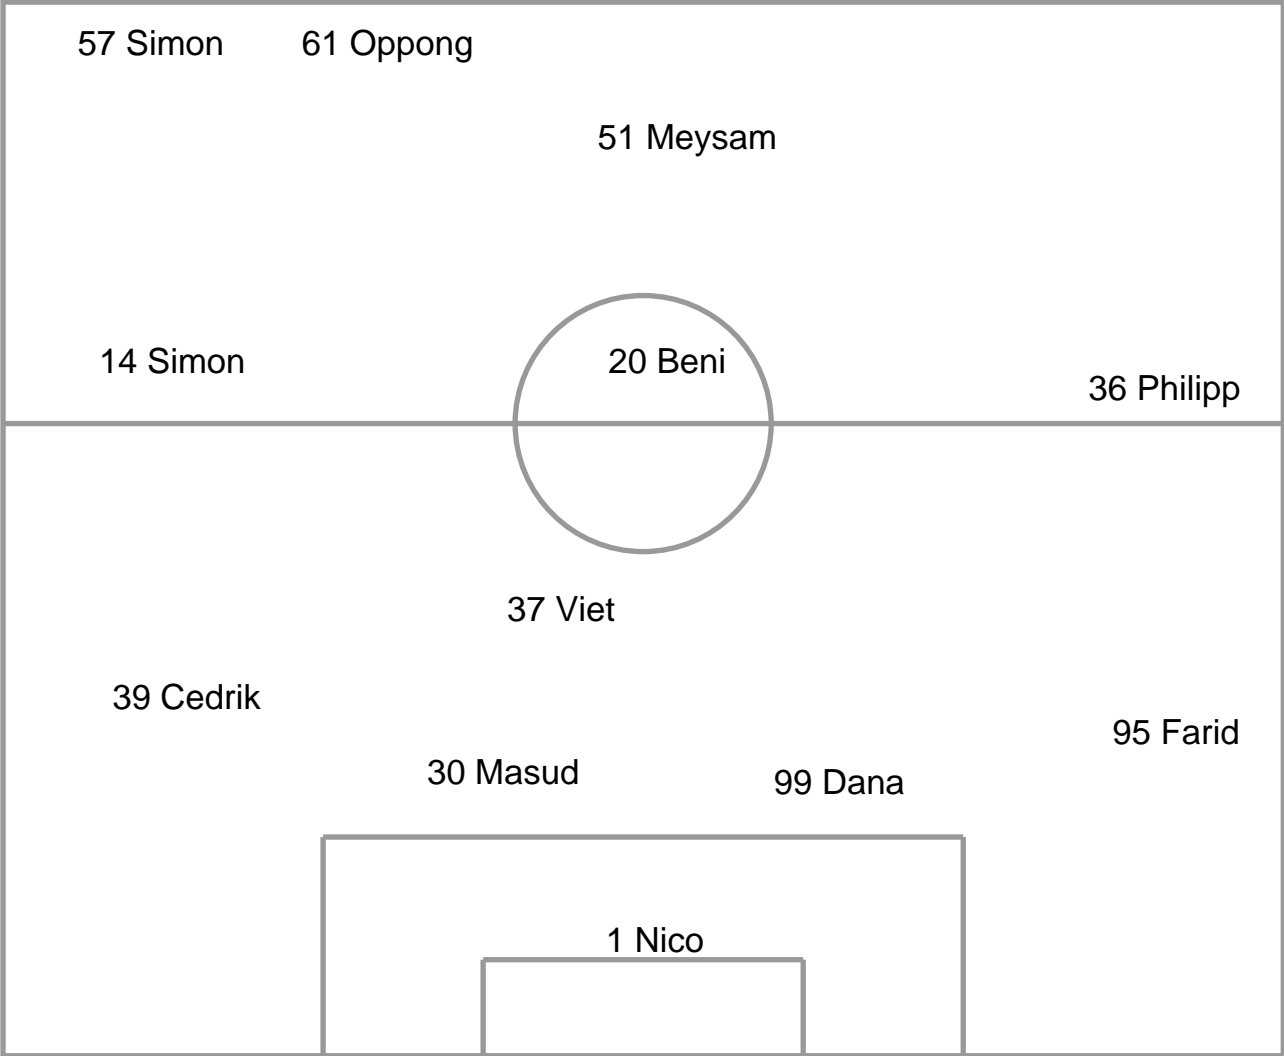 57 Simon
61 Oppong
51 Meysam
14 Simon
20 Beni
36 Philipp
37 Viet
39 Cedrik
95 Farid
30 Masud
99 Dana
1 Nico